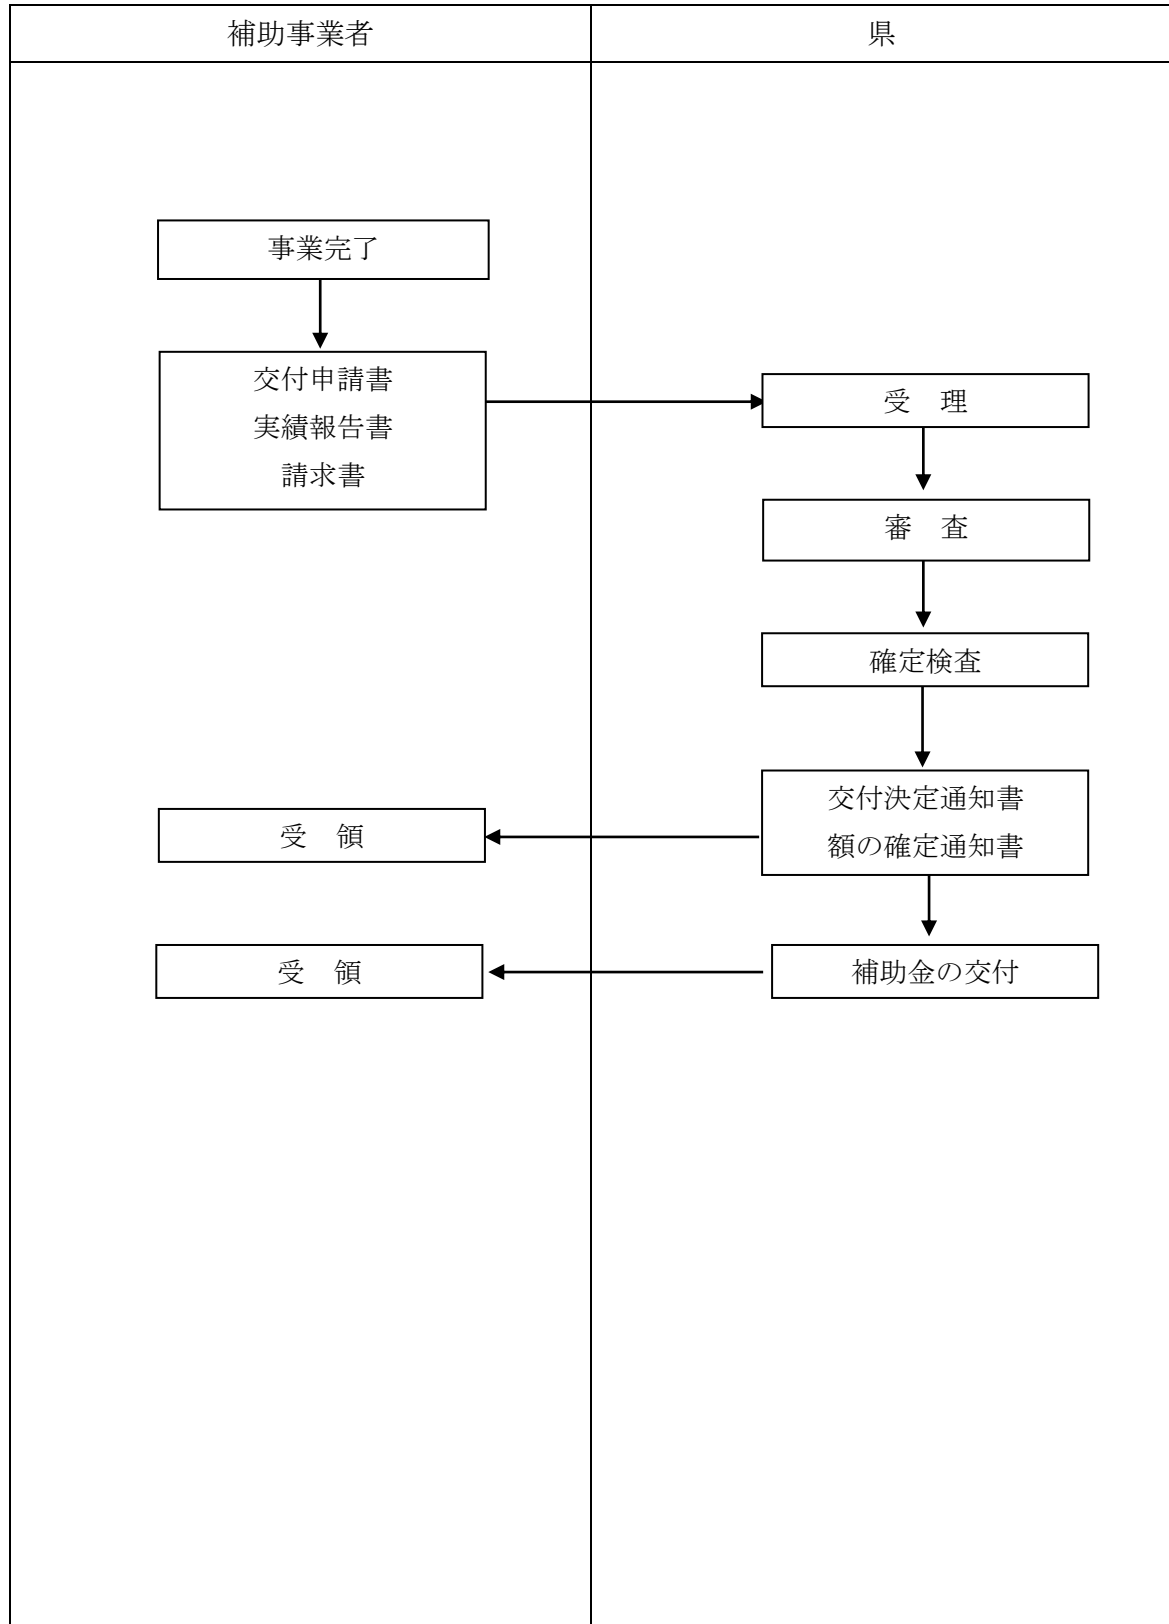 補助事業者
県
事業完了
交付申請書
実績報告書
請求書
受　理
審　査
確定検査
交付決定通知書
額の確定通知書
受　領
補助金の交付
受　領